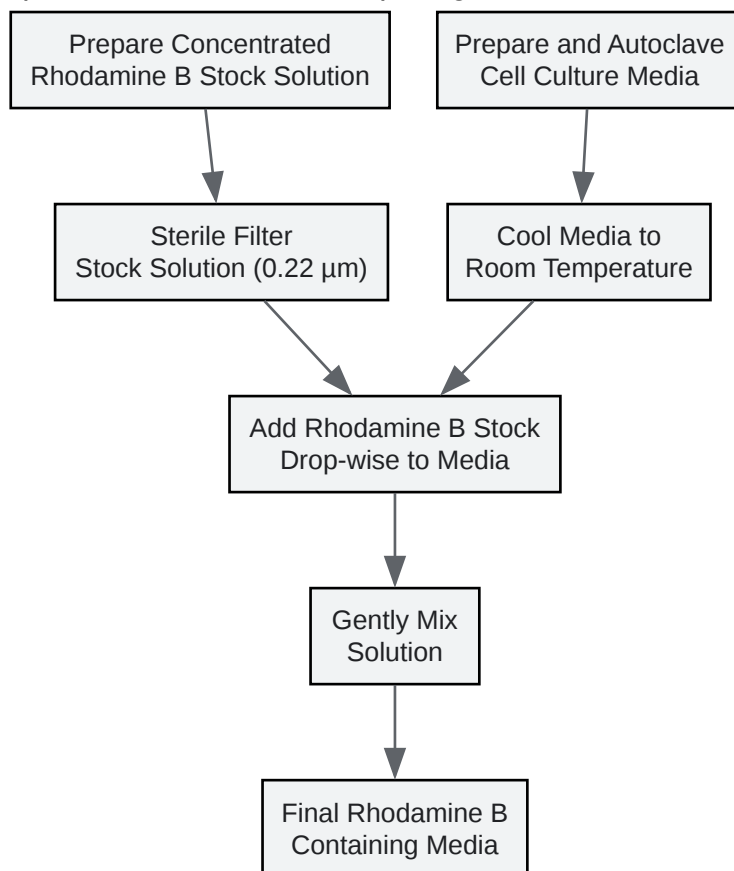 Prepare Concentrated
Rhodamine B Stock Solution
Prepare and Autoclave
Cell Culture Media
Sterile Filter
Stock Solution (0.22 µm)
Cool Media to
Room Temperature
Add Rhodamine B Stock
Drop-wise to Media
Gently Mix
Solution
Final Rhodamine B
Containing Media